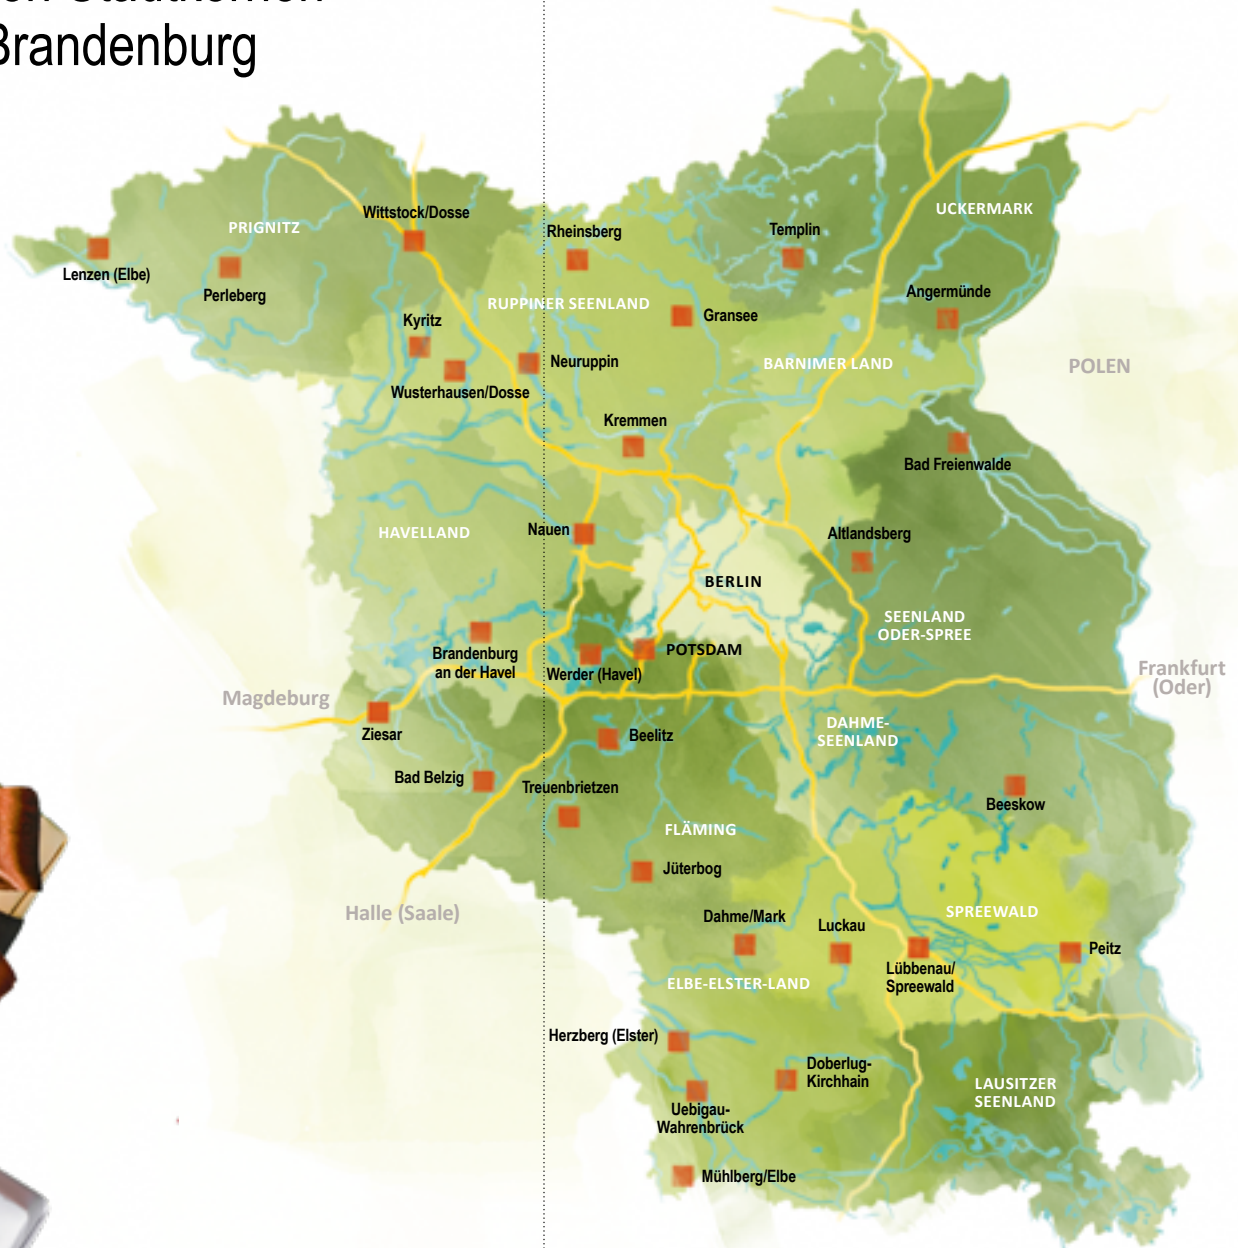 Brandenburg
PRIGNITZ
Wittstock/Dosse
Lenzen (Elbe)
Perleberg
Rheinsberg
Templin
UCKERMARK
RUPPINER SEENLAND
Gransee
Angermünde
Kyritz
Neuruppin
Wusterhausen/Dosse
BARNIMER LAND
POLEN
Kremmen
Bad Freienwalde
HAVELLAND
Nauen
Altlandsberg
BERLIN
SEENLAND
ODER-SPREE
Brandenburg
an der Havel
Werder (Havel)
POTSDAM
Frankfurt
(Oder)
Magdeburg
Ziesar
Beelitz
DAHME-
SEENLAND
Bad Belzig
Treuenbrietzen
Beeskow
FLÄMING
Jüterbog
Halle (Saale)
Dahme/Mark
Luckau
SPREEWALD
Peitz
Lübbenau/
Spreewald
ELBE-ELSTER-LAND
Herzberg (Elster)
Doberlug-
Kirchhain
LAUSITZER
SEENLAND
Uebigau-
Wahrenbrück
Mühlberg/Elbe